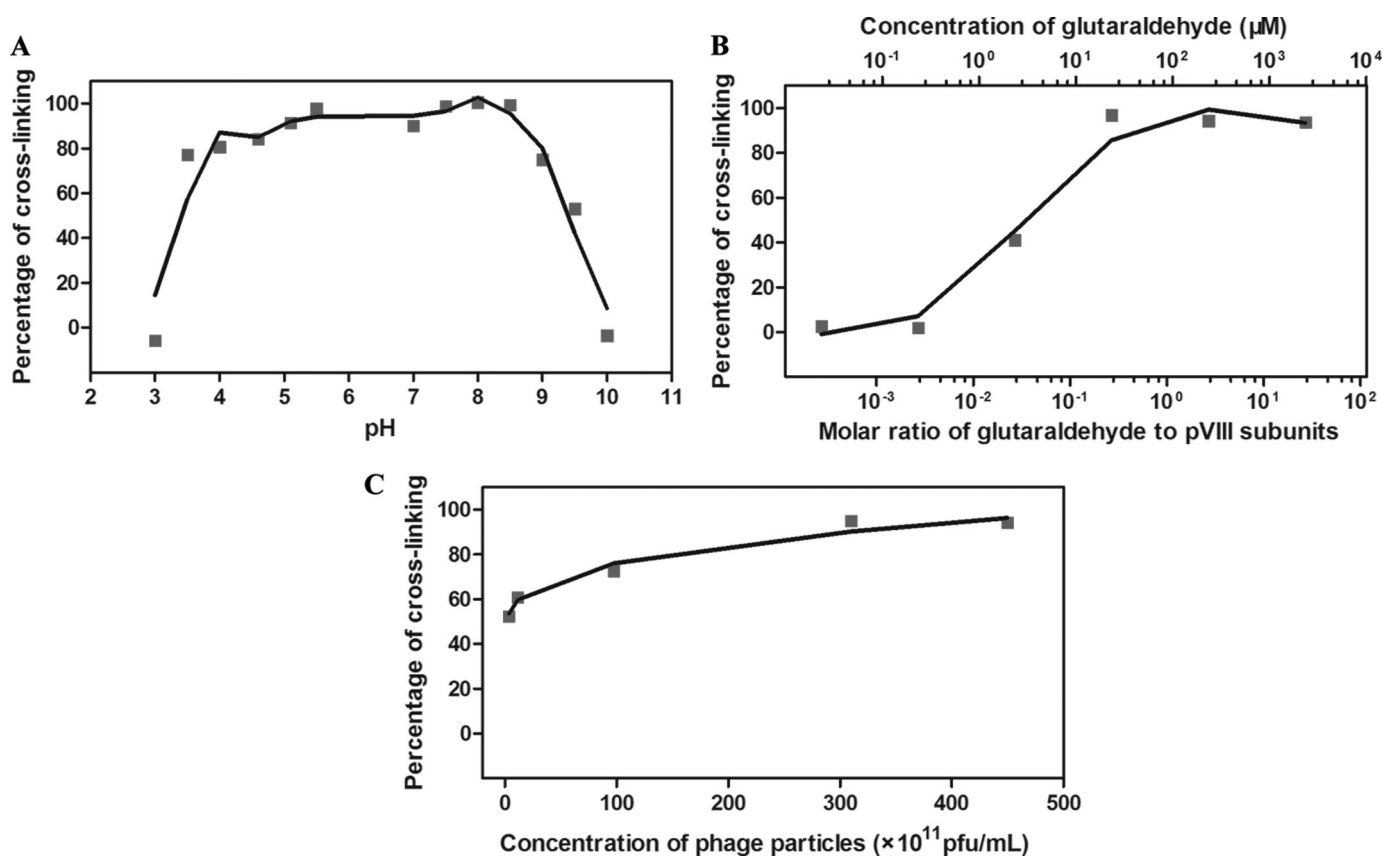 A
Percentage of cross-linking
100
80
60
40
20
0
2 3 4 5 6 7 8 9 10 11
pH
B
Concentration of glutaraldehyde (µM)
10⁻¹ 10⁰ 10¹ 10² 10³ 10⁴
Percentage of cross-linking
100
80
60
40
20
0
10⁻³ 10⁻² 10⁻¹ 10⁰ 10¹ 10²
Molar ratio of glutaraldehyde to pVIII subunits
C
Percentage of cross-linking
100
80
60
40
20
0
0 100 200 300 400 500
Concentration of phage particles (×10¹¹ pfu/mL)